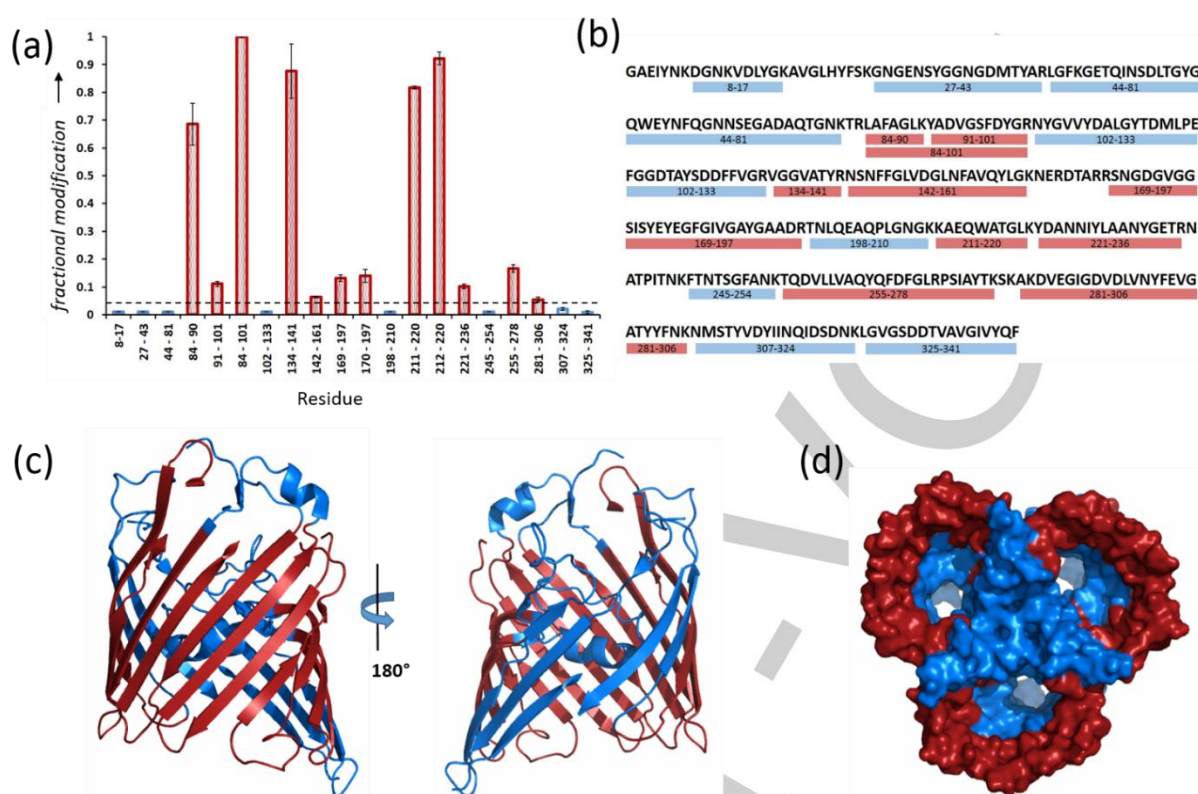 (a)
fractional modification
1
0.9
0.8
0.7
0.6
0.5
0.4
0.3
0.2
0.1
0
8-17
27 - 43
44 - 81
84 - 90
91 - 101
84 - 101
102 - 133
134 - 141
142 - 161
169 - 197
170 - 197
198 - 210
211 - 220
212 - 220
221 - 236
245 - 254
255 - 278
281 - 306
307 - 324
325 - 341
Residue
(b)
GAEIYNKDGNKVDLYGKAVGLHYFSKGNGENSYGGNGDMTYARLGFKGETQINSDLTGYG
8-17 27-43 44-81
QWEYNFQGNNSEGADAQTGNKTRLAFAGLKYADVGSFDYGRNYGVVYDALGYTDMLPE
44-81 84-90 91-101 102-133
84-101
FGGDTAYSDDFFVGRVGGVATYRNSNFFGLVDGLNFAVQYLGKNERDTARRSNGDGVGG
102-133 134-141 142-161 169-197
SISYEYEGFGIVGAYGAADRTNLQEAQPLGNGKKAEQWATGLKYDANNIYLAANYGETRN
169-197 198-210 211-220 221-236
ATPITNKFTNTSGFANKTQDVLLVAQYQFDFGLRPSIAYTKSKAKDVEGIGDVDLVNYFEVG
245-254 255-278 281-306
ATYYFNKNMSTYVDYIINQIDSDNKLGVGSDDTVAVGIVYQF
281-306 307-324 325-341
(c)
180°
(d)